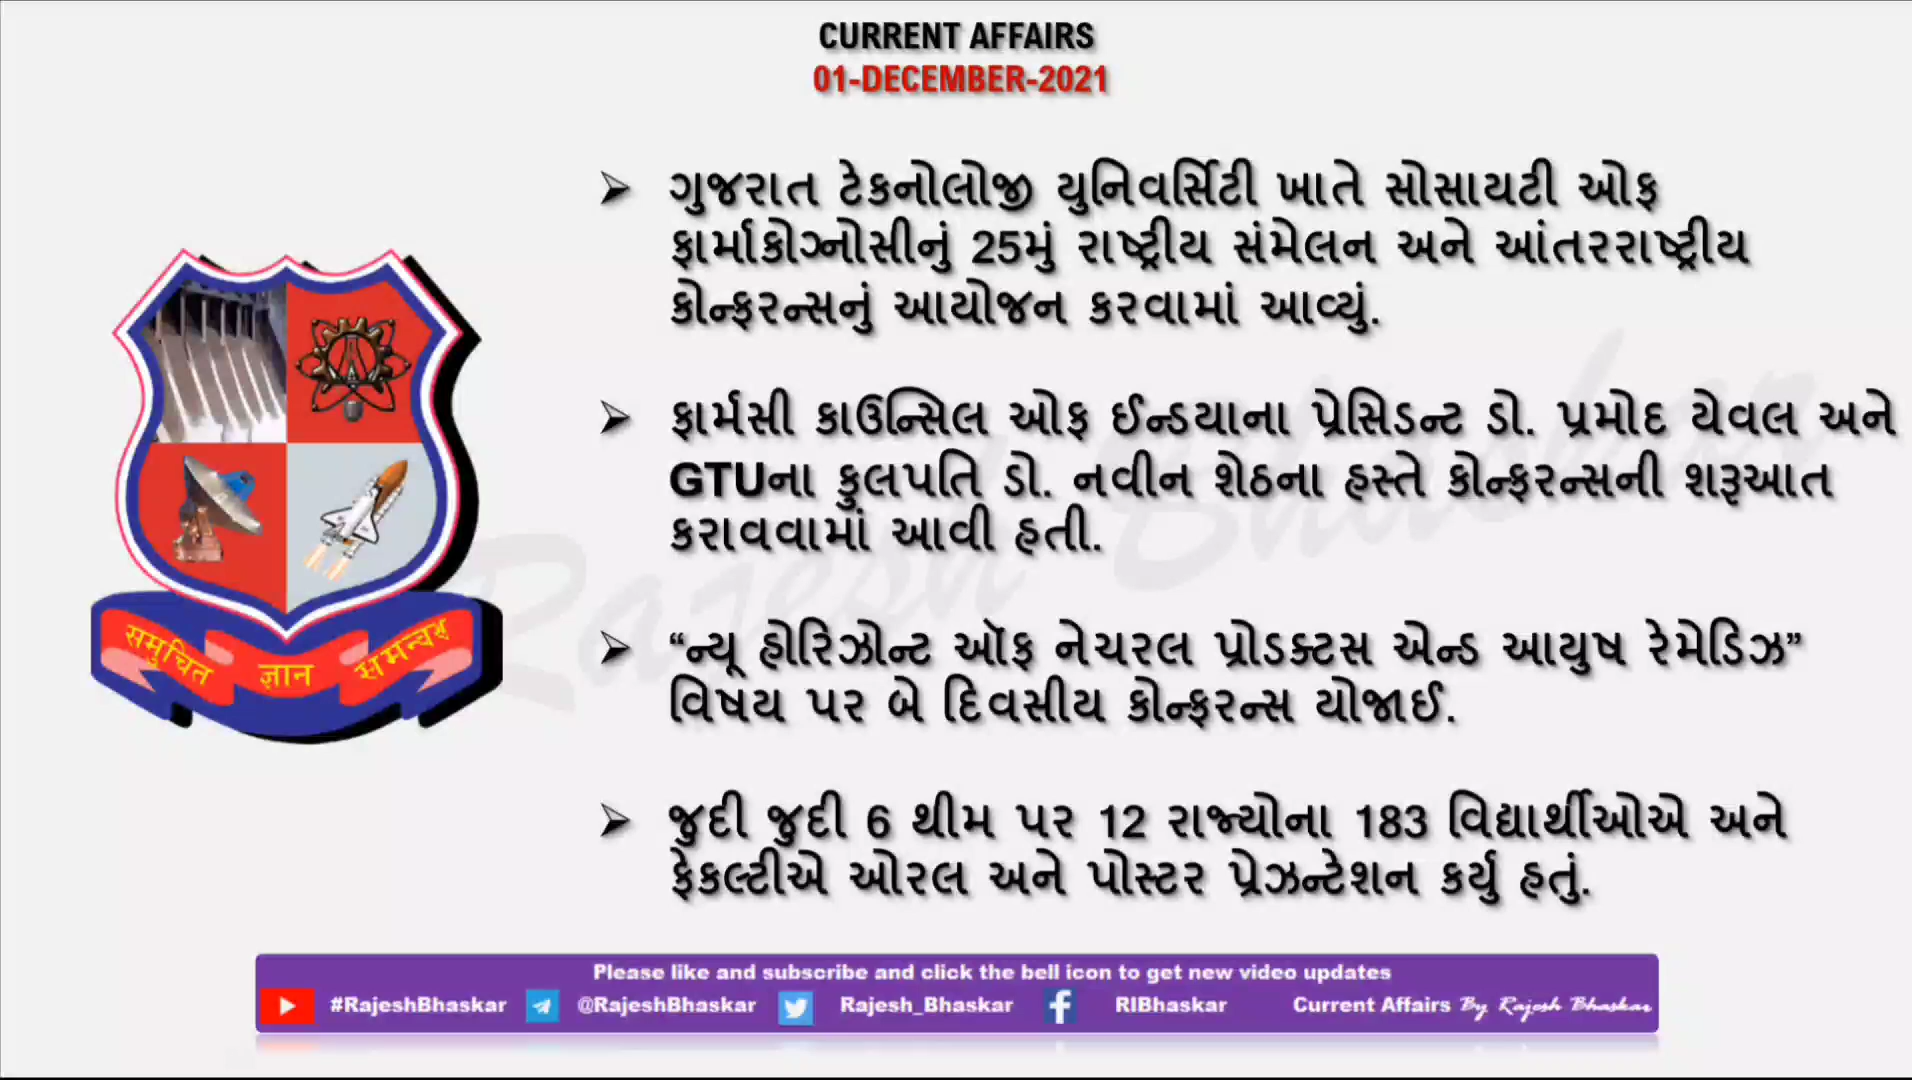 CURRENT AFFAIRS
01-DECEMBER-2021
➢ ગુજરાત ટેકનોલોજી યુનિવર્સિટી ખાતે સોસાયટી ઓફ
ફાર્માકોગ્નોસીનું 25મું રાષ્ટ્રીય સંમેલન અને આંતરરાષ્ટ્રીય
કોન્ફરન્સનું આયોજન કરવામાં આવ્યું.
➢ ફાર્મસી કાઉન્સિલ ઓફ ઈન્ડયાના પ્રેસિડન્ટ ડો. પ્રમોદ યેવલ અને
GTUના કુલપતિ ડો. નવીન શેઠના હસ્તે કોન્ફરન્સની શરૂઆત
કરાવવામાં આવી હતી.
➢ “ન્યૂ હોરિઝોન્ટ ઑફ નેચરલ પ્રોડક્ટસ એન્ડ આયુષ રેમેડિઝ”
વિષય પર બે દિવસીય કોન્ફરન્સ યોજાઈ.
➢ જુદી જુદી 6 થીમ પર 12 રાજ્યોના 183 વિદ્યાર્થીઓએ અને
ફેકલ્ટીએ ઓરલ અને પોસ્ટર પ્રેઝન્ટેશન કર્યુ હતું.
समुचित ज्ञान समन्वय
Rajesh Bhaskar
Please like and subscribe and click the bell icon to get new video updates
#RajeshBhaskar @RajeshBhaskar Rajesh_Bhaskar RIBhaskar Current Affairs By Rajesh Bhaskar